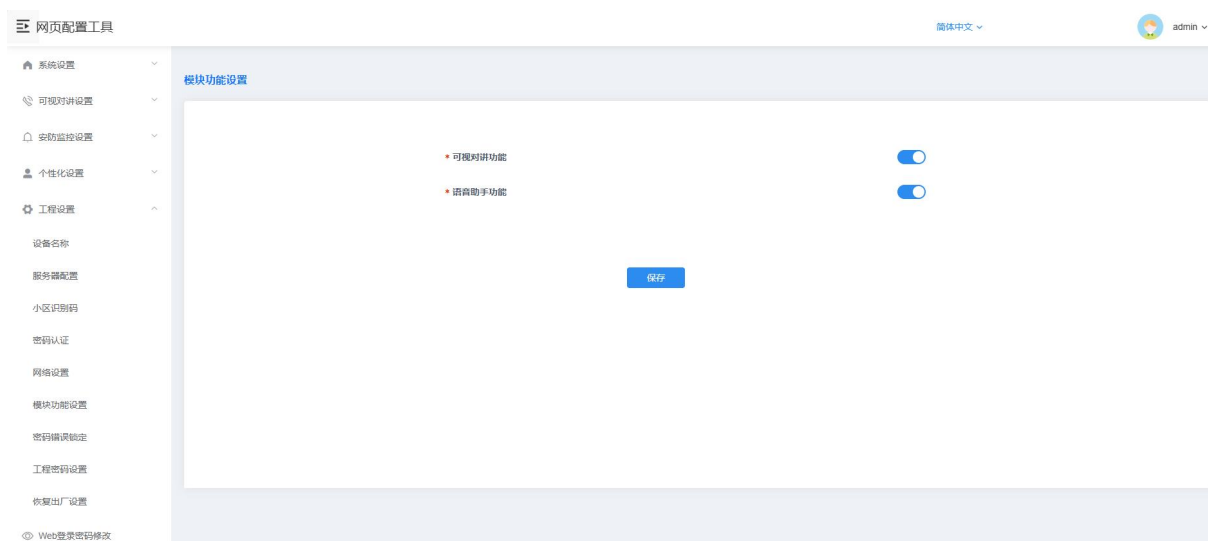 网页配置工具
简体中文
admin
系统设置
可视对讲设置
安防监控设置
个性化设置
工程设置
设备名称
服务器配置
小区识别码
密码认证
网络设置
模块功能设置
密码错误锁定
工程密码设置
恢复出厂设置
Web登录密码修改
模块功能设置
* 可视对讲功能
* 语音助手功能
保存